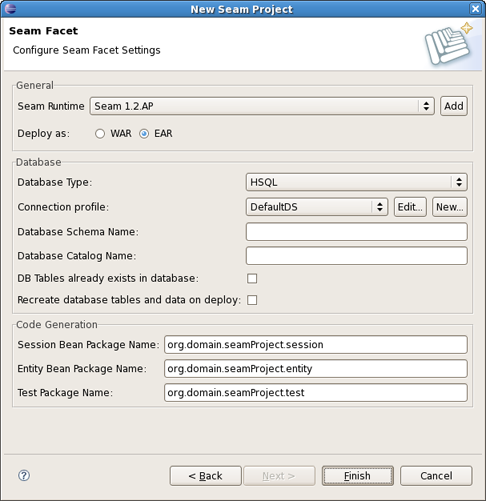 New Seam Project
Seam Facet
Configure Seam Facet Settings
General
Seam Runtime Seam 1.2.AP Add
Deploy as: WAR EAR
Database
Database Type: HSQL
Connection profile: DefaultDS Edit... New...
Database Schema Name:
Database Catalog Name:
DB Tables already exists in database:
Recreate database tables and data on deploy:
Code Generation
Session Bean Package Name: org.domain.seamProject.session
Entity Bean Package Name: org.domain.seamProject.entity
Test Package Name: org.domain.seamProject.test
? < Back Next > Finish Cancel